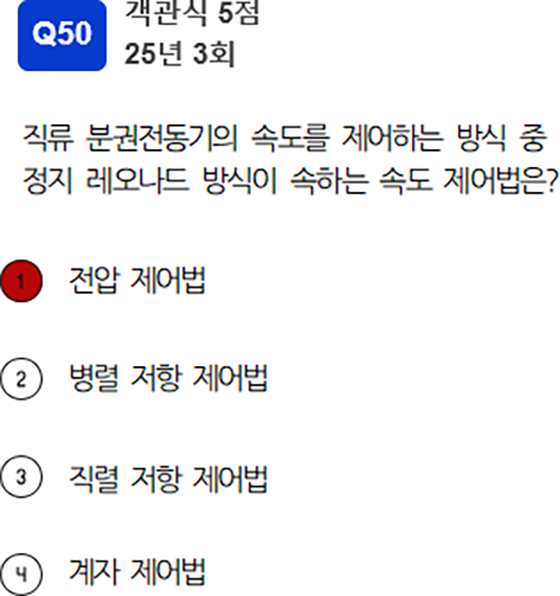 Q50
객관식 5점
25년 3회
직류 분권전동기의 속도를 제어하는 방식 중
정지 레오나드 방식이 속하는 속도 제어법은?
1 전압 제어법
2 병렬 저항 제어법
3 직렬 저항 제어법
4 계자 제어법